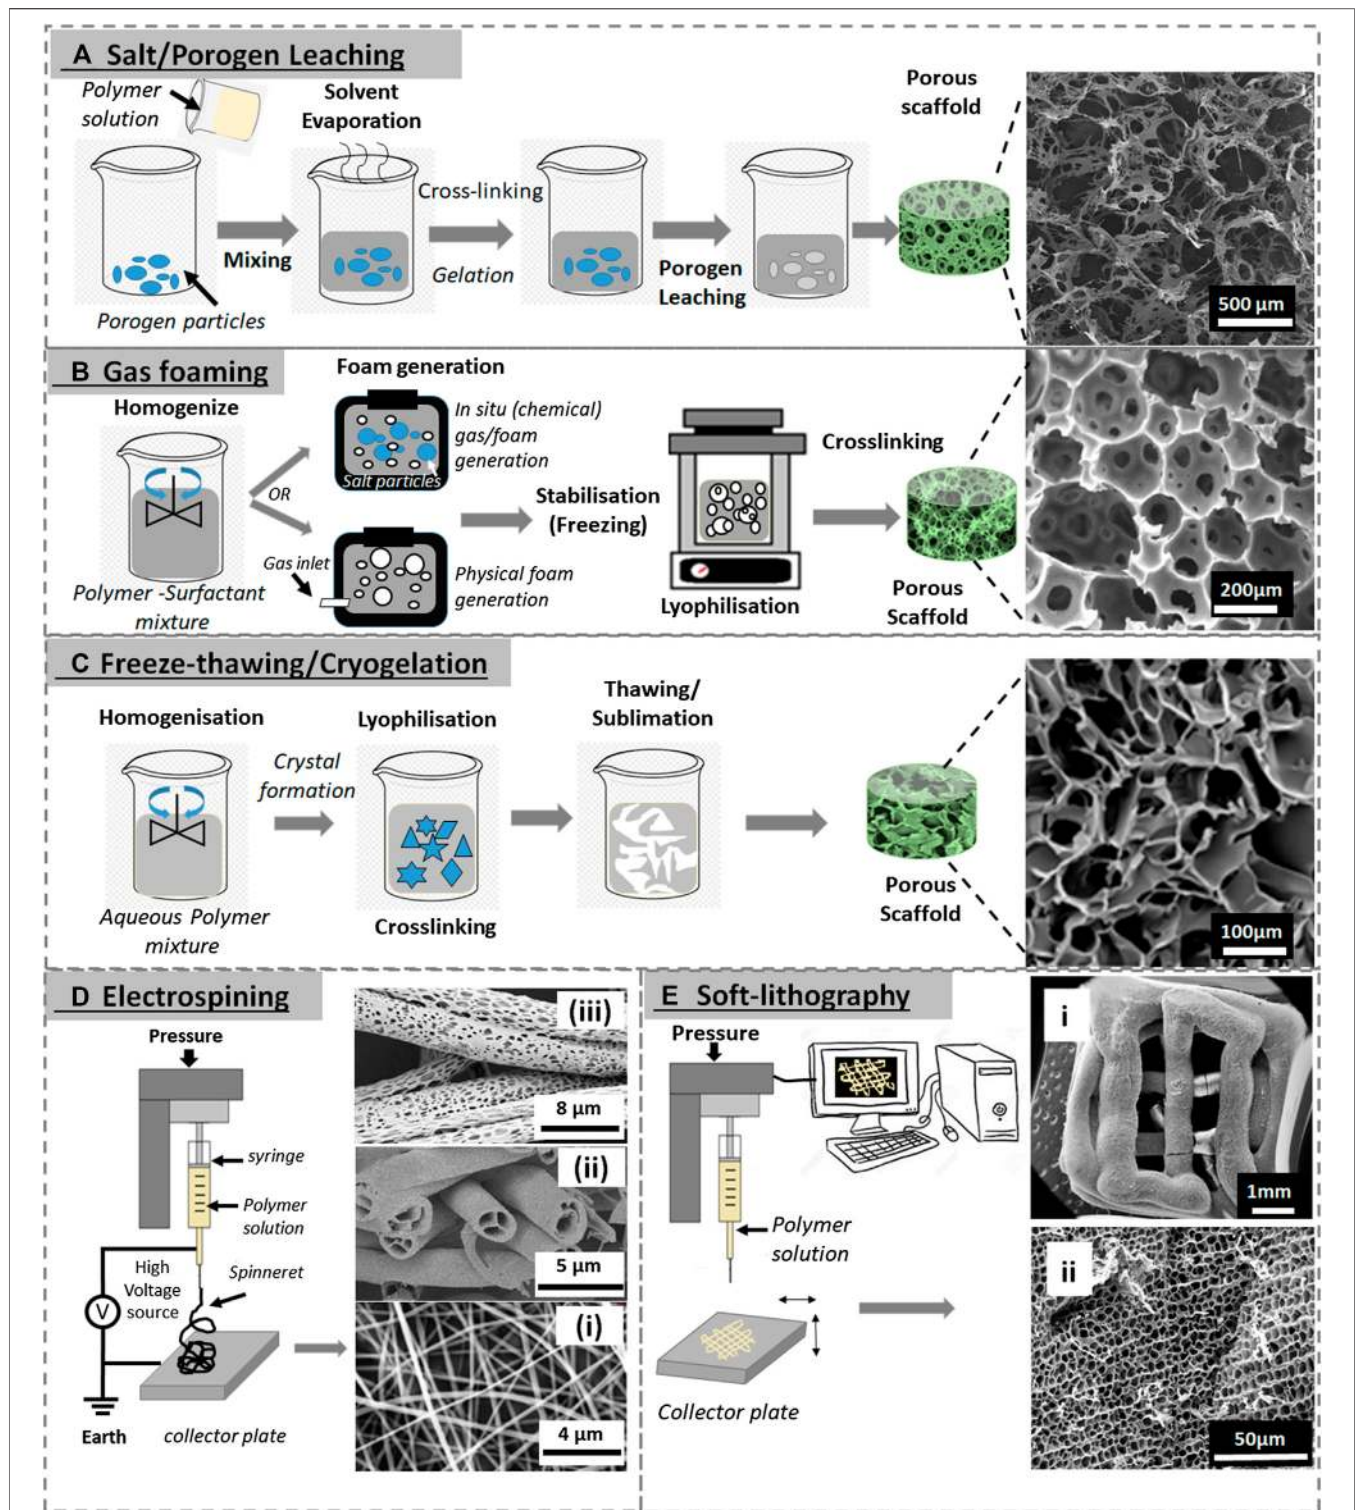 A Salt/Porogen Leaching
Polymer
solution
Solvent
Evaporation
Mixing
Porogen particles
Cross-linking
Gelation
Porogen
Leaching
Porous
scaffold
500 µm
B Gas foaming
Homogenize
Polymer -Surfactant
mixture
OR
Foam generation
In situ (chemical)
gas/foam
generation
Salt particles
Gas inlet
Physical foam
generation
Stabilisation
(Freezing)
Lyophilisation
Crosslinking
Porous
Scaffold
200µm
C Freeze-thawing/Cryogelation
Homogenisation
Aqueous Polymer
mixture
Crystal
formation
Lyophilisation
Crosslinking
Thawing/
Sublimation
Porous
Scaffold
100µm
D Electrospining
Pressure
syringe
Polymer
solution
High
Voltage
source
V
Spinneret
Earth
collector plate
(iii)
8 µm
(ii)
5 µm
(i)
4 µm
E Soft-lithography
Pressure
Polymer
solution
Collector plate
i
1mm
ii
50µm